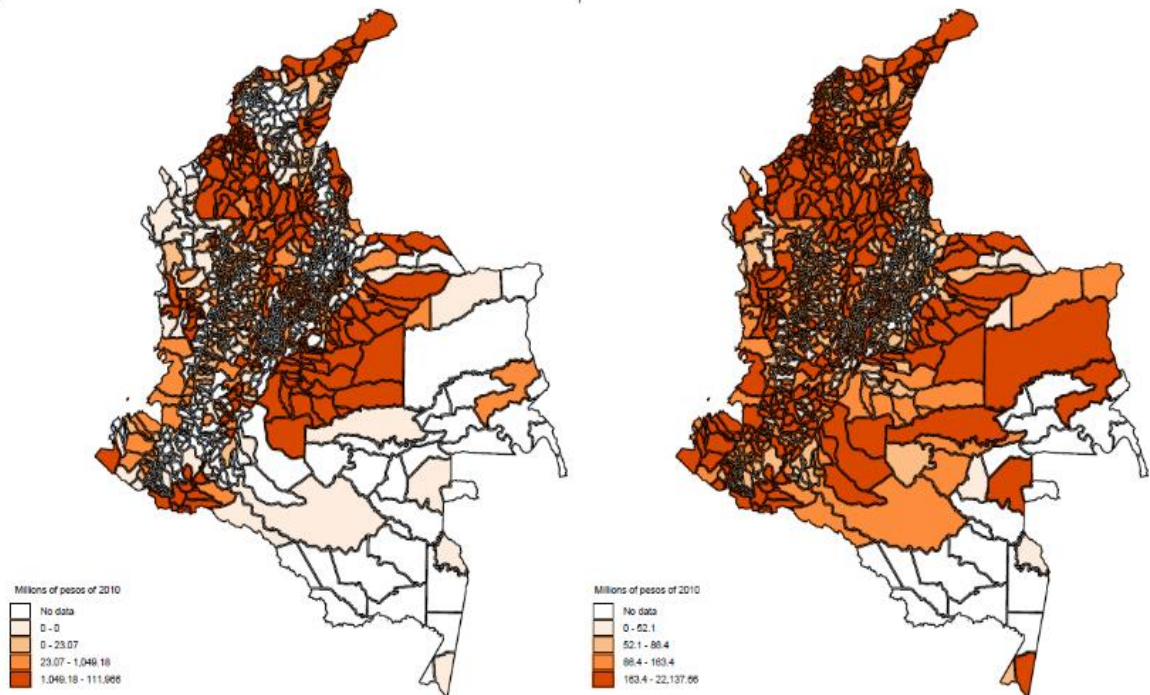 Millions of pesos of 2010
No data
0 - 0
0 - 23.07
23.07 - 1,049.18
1,049.18 - 111,966
Millions of pesos of 2010
No data
0 - 52.1
52.1 - 86.4
86.4 - 163.4
163.4 - 22,137.66